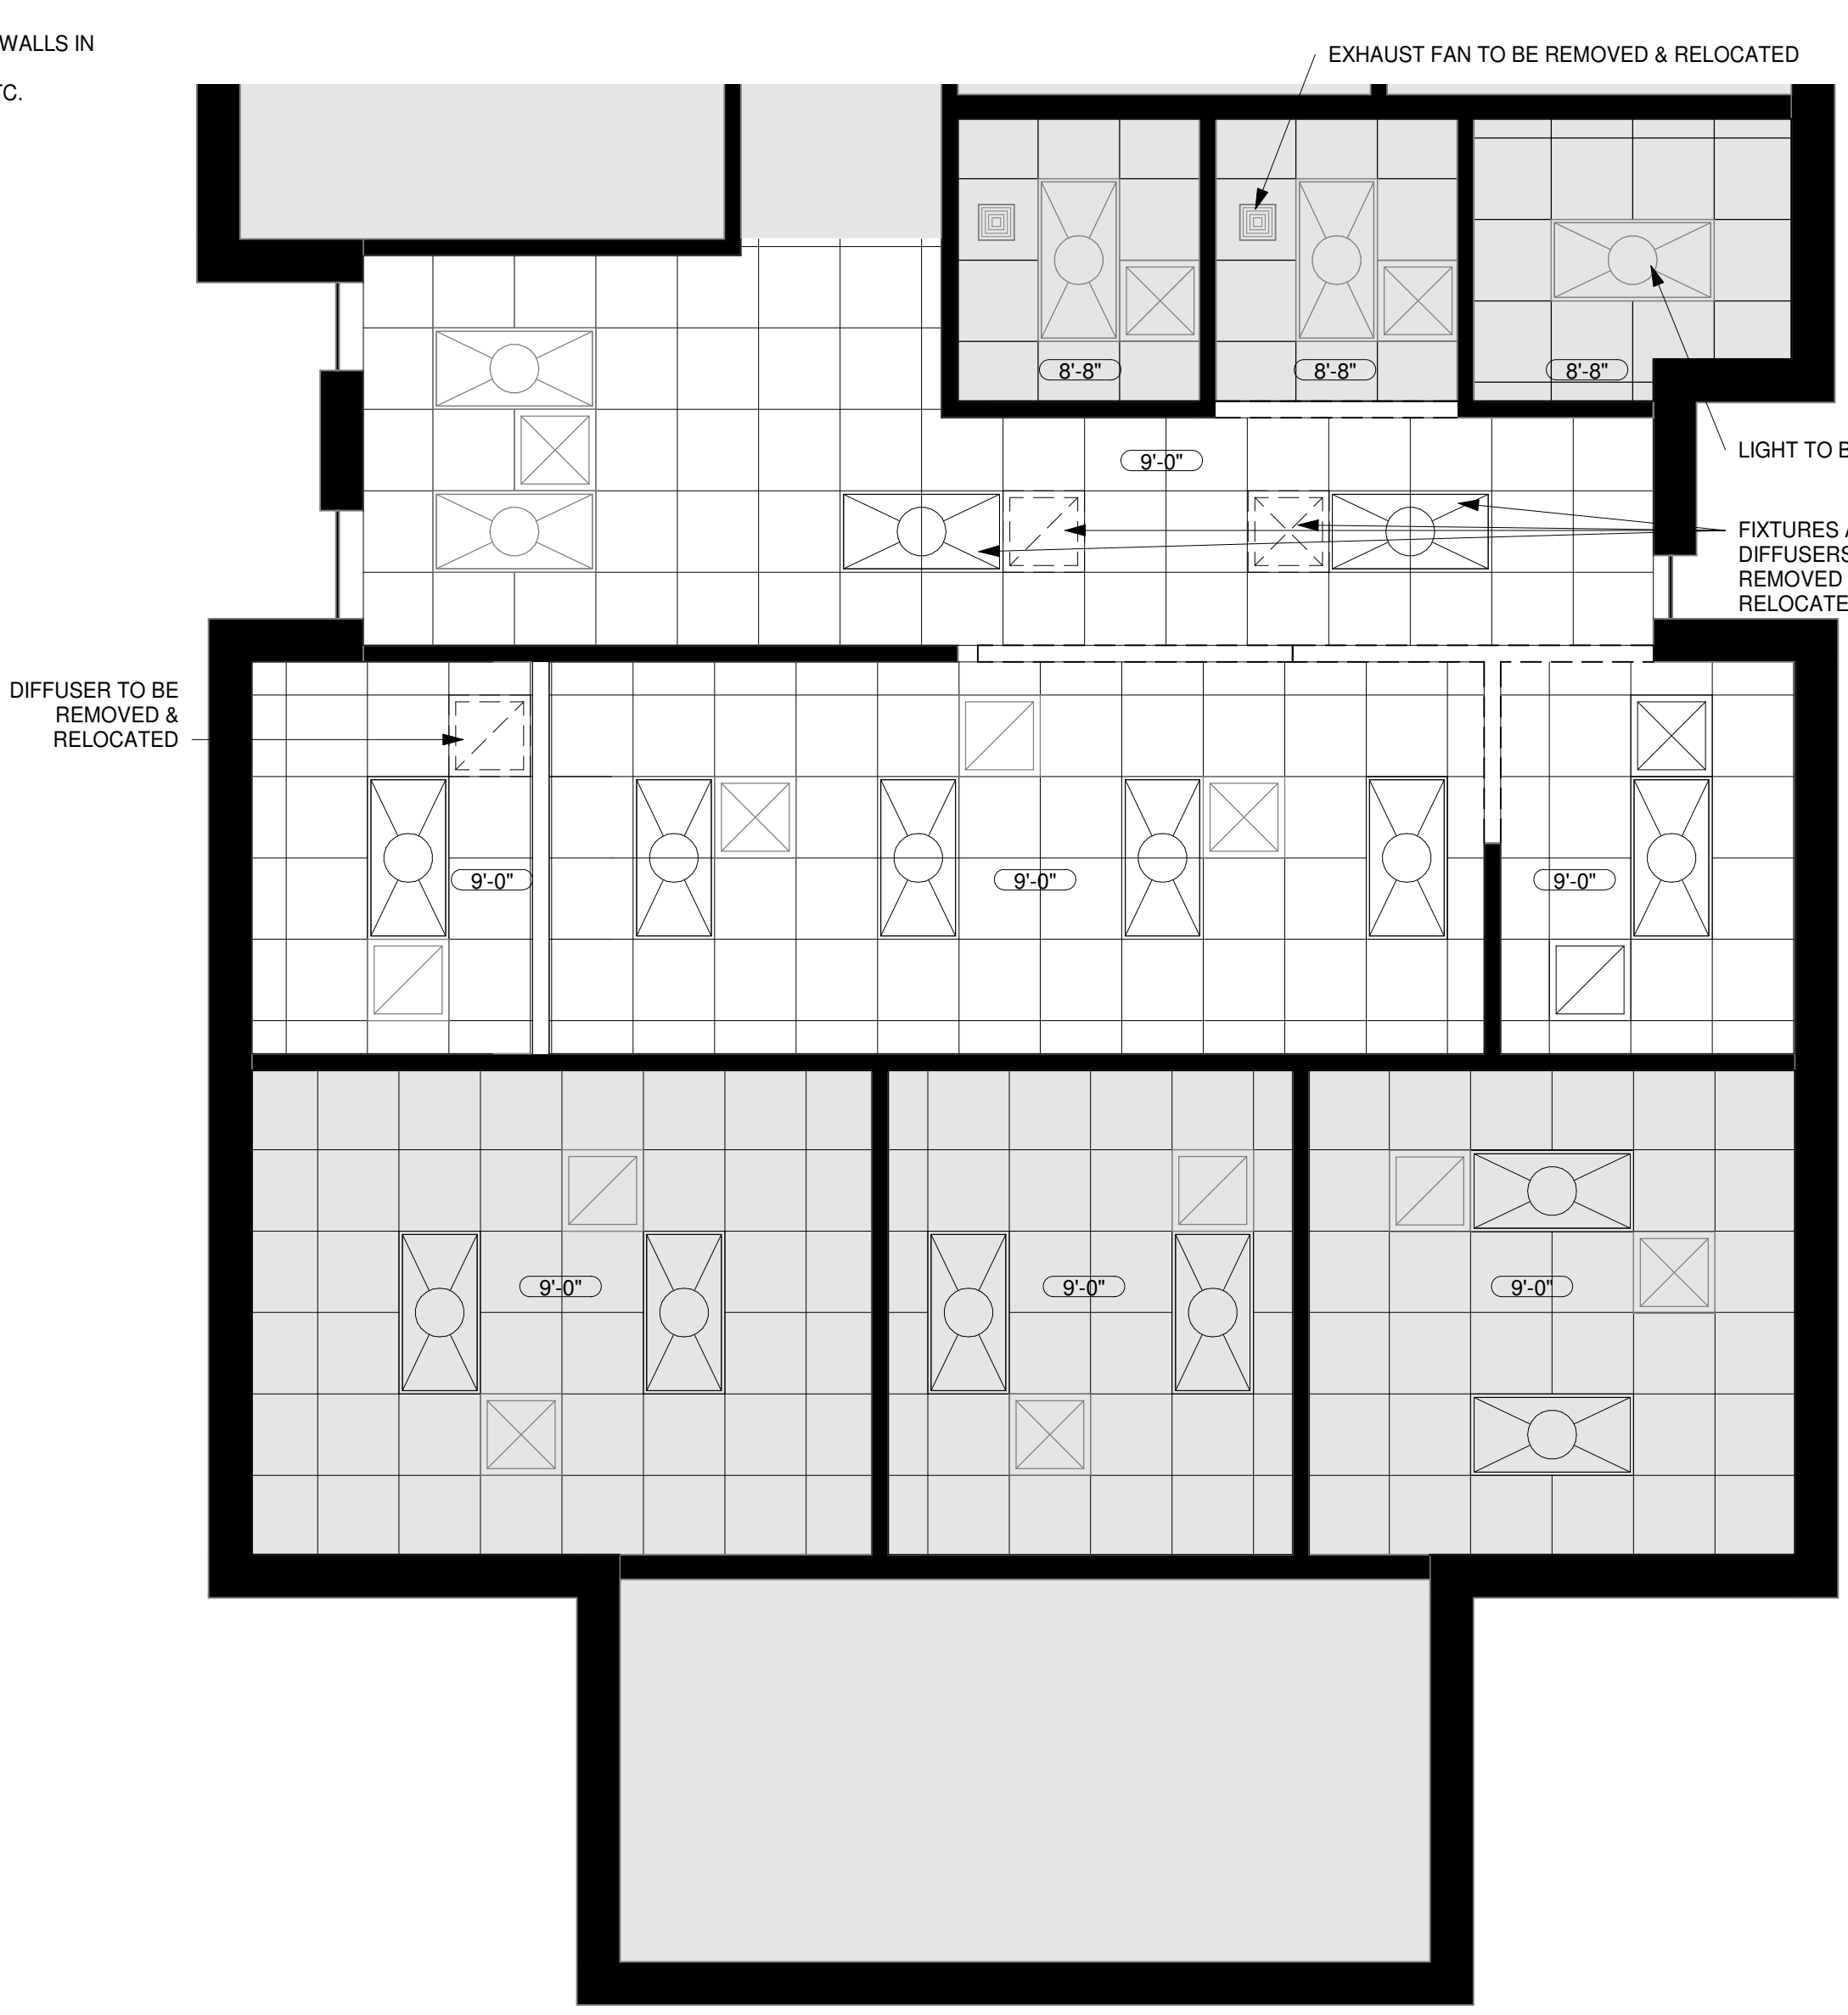 WALLS IN
EXHAUST FAN TO BE REMOVED & RELOCATED
TC.
8'-8"
8'-8"
8'-8"
LIGHT TO B
9'-0"
FIXTURES A
DIFFUSERS
REMOVED
RELOCATE
DIFFUSER TO BE
REMOVED &
RELOCATED
9'-0"
9'-0"
9'-0"
9'-0"
9'-0"
9'-0"